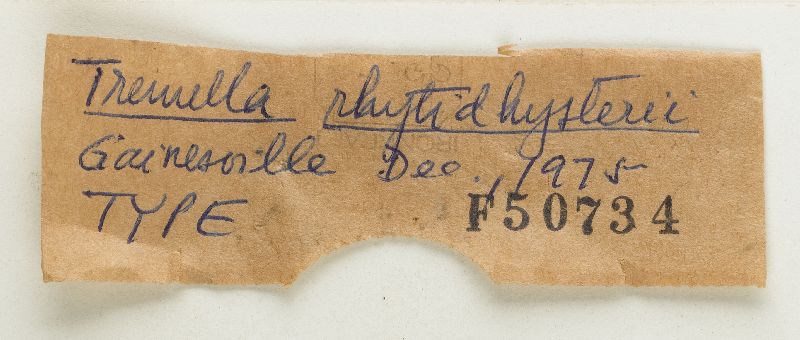 Tremella rhytidhysterii
Gainesville Dec., 1975
TYPE
F50734